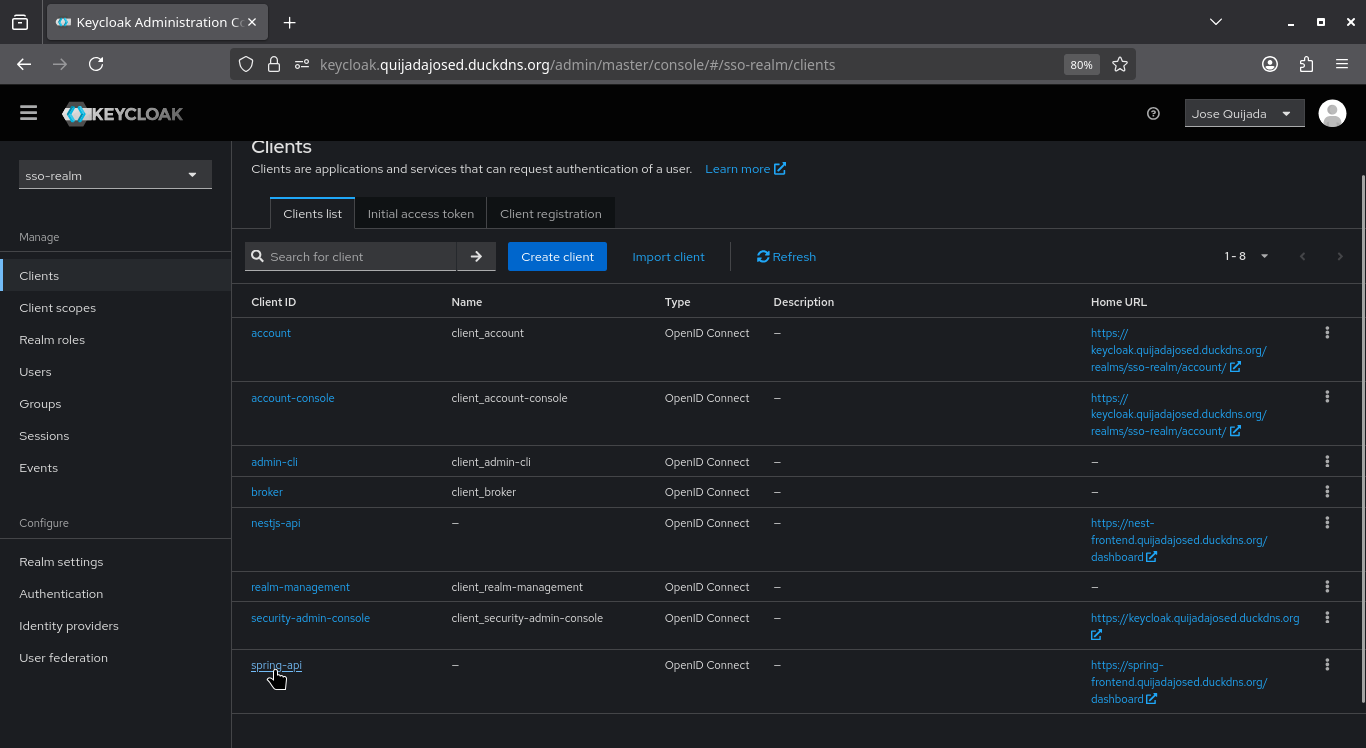 Keycloak Administration Co
keycloak.quijadajosed.duckdns.org/admin/master/console/#/sso-realm/clients
80%
KEYCLOAK
Jose Quijada
sso-realm
Manage
Clients
Client scopes
Realm roles
Users
Groups
Sessions
Events
Configure
Realm settings
Authentication
Identity providers
User federation
Clients
Clients are applications and services that can request authentication of a user. Learn more
Clients list Initial access token Client registration
Search for client Create client Import client Refresh 1 - 8
Client ID Name Type Description Home URL
account client_account OpenID Connect – https://
keycloak.quijadajosed.duckdns.org/
realms/sso-realm/account/
account-console client_account-console OpenID Connect – https://
keycloak.quijadajosed.duckdns.org/
realms/sso-realm/account/
admin-cli client_admin-cli OpenID Connect – –
broker client_broker OpenID Connect – –
nestjs-api – OpenID Connect – https://nest-
frontend.quijadajosed.duckdns.org/
dashboard
realm-management client_realm-management OpenID Connect – –
security-admin-console client_security-admin-console OpenID Connect – https://keycloak.quijadajosed.duckdns.org
spring-api – OpenID Connect – https://spring-
frontend.quijadajosed.duckdns.org/
dashboard